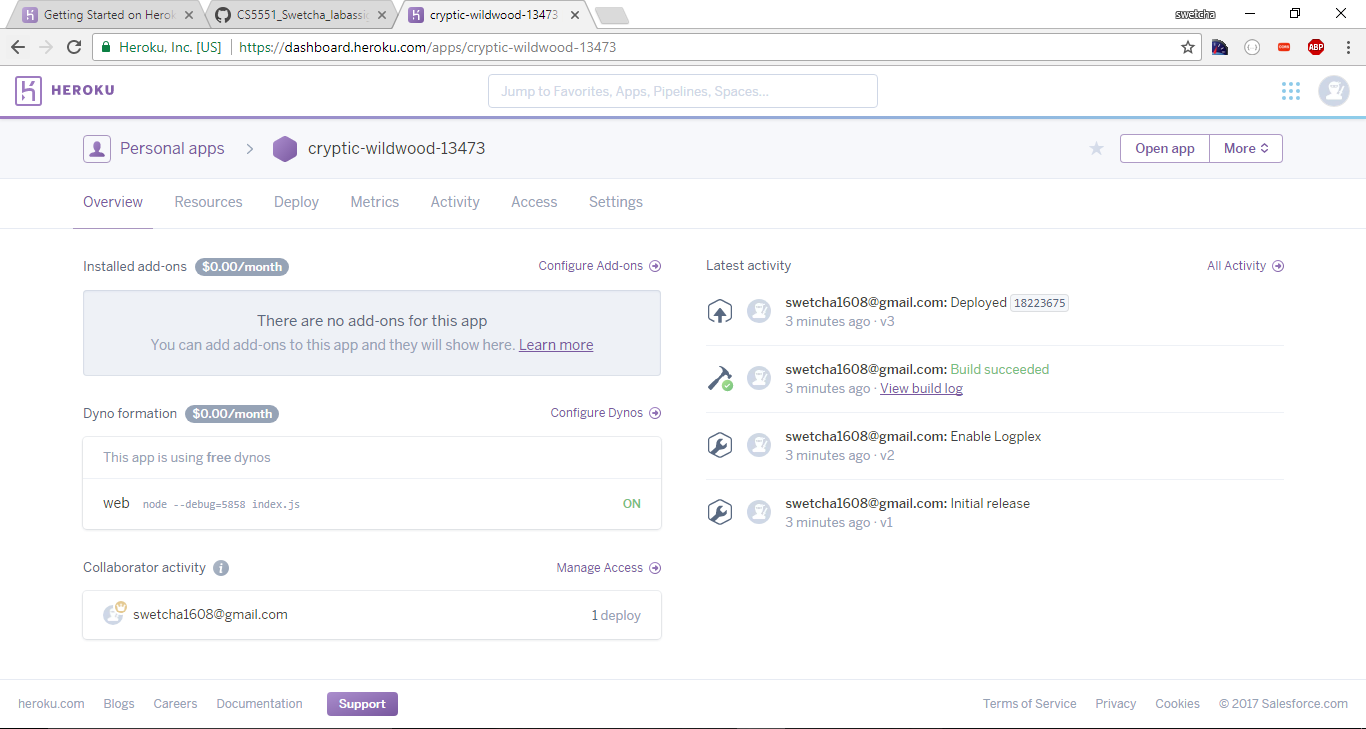 Getting Started on Herok
CS5551_Swetcha_labassig
cryptic-wildwood-13473
swetcha
Heroku, Inc. [US]
https://dashboard.heroku.com/apps/cryptic-wildwood-13473
ABP
HEROKU
Jump to Favorites, Apps, Pipelines, Spaces...
Personal apps
cryptic-wildwood-13473
Open app
More
Overview
Resources
Deploy
Metrics
Activity
Access
Settings
Installed add-ons $0.00/month
Configure Add-ons
There are no add-ons for this app
You can add add-ons to this app and they will show here. Learn more
Dyno formation $0.00/month
Configure Dynos
This app is using free dynos
web node --debug=5858 index.js ON
Collaborator activity
Manage Access
swetcha1608@gmail.com 1 deploy
Latest activity
All Activity
swetcha1608@gmail.com: Deployed 18223675
3 minutes ago · v3
swetcha1608@gmail.com: Build succeeded
3 minutes ago · View build log
swetcha1608@gmail.com: Enable Logplex
3 minutes ago · v2
swetcha1608@gmail.com: Initial release
3 minutes ago · v1
heroku.com
Blogs
Careers
Documentation
Support
Terms of Service
Privacy
Cookies
© 2017 Salesforce.com